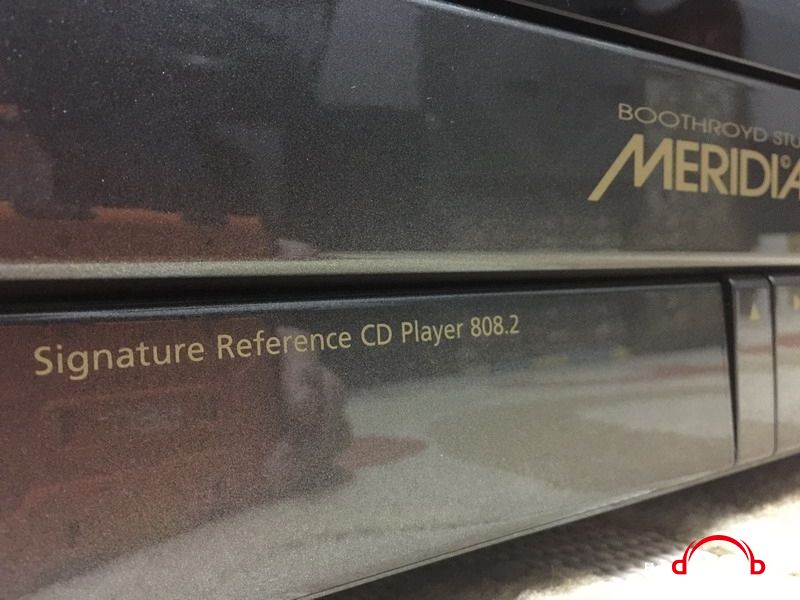 BOOTHROYD STU
MERIDIA
Signature Reference CD Player 808.2